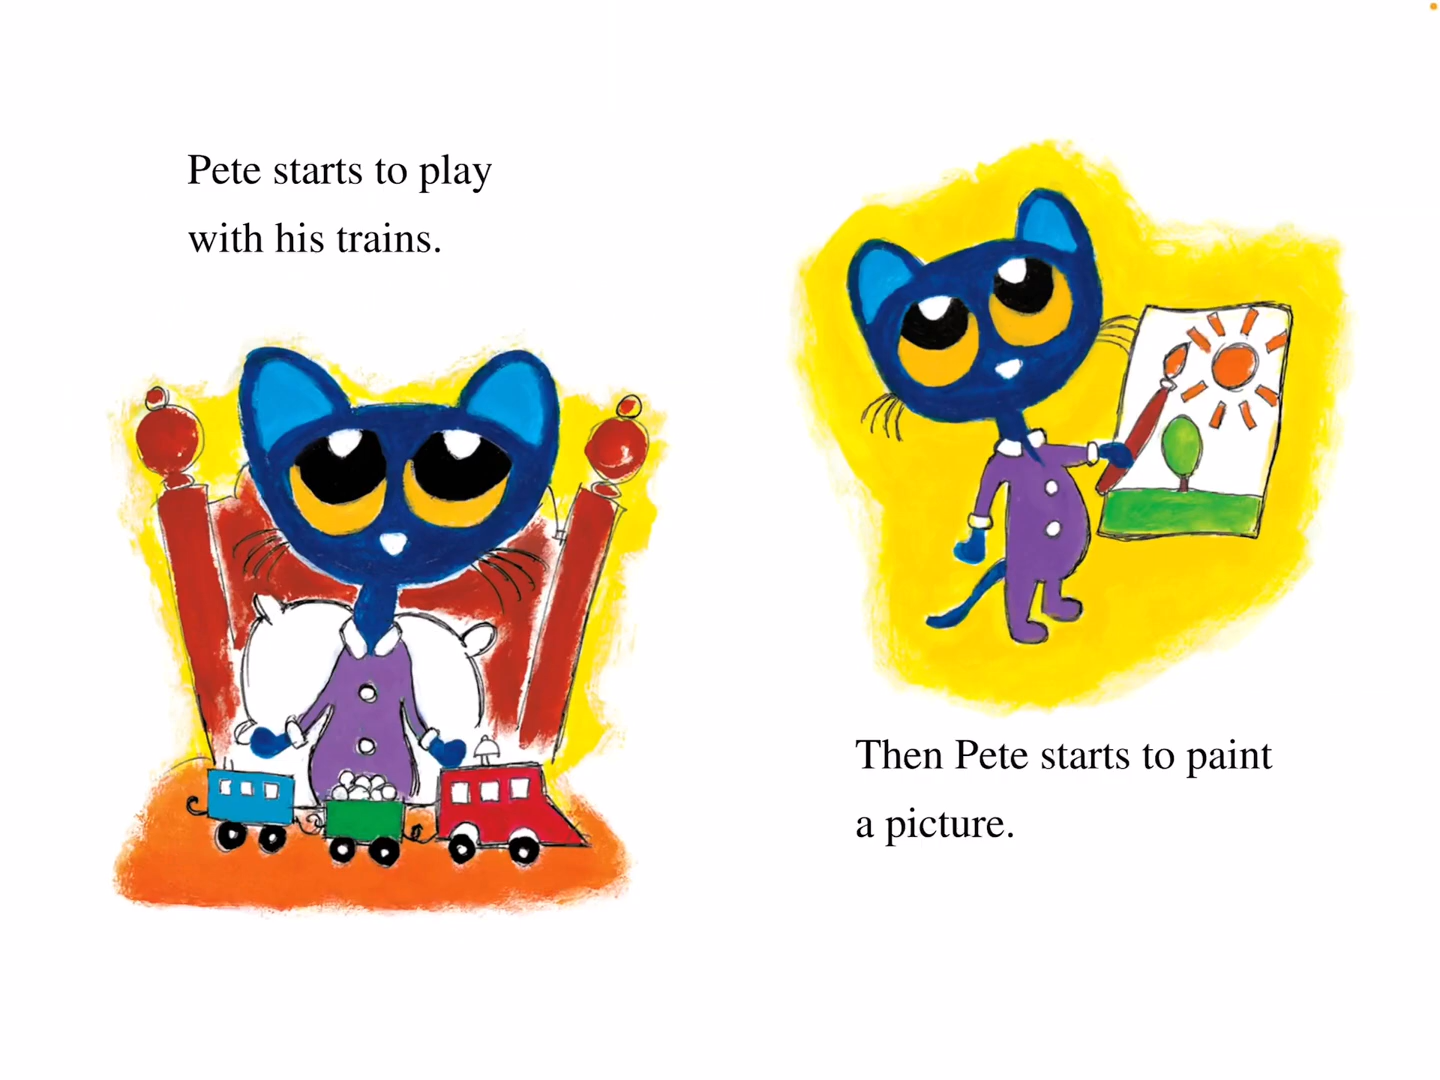 Pete starts to play
with his trains.
Then Pete starts to paint
a picture.